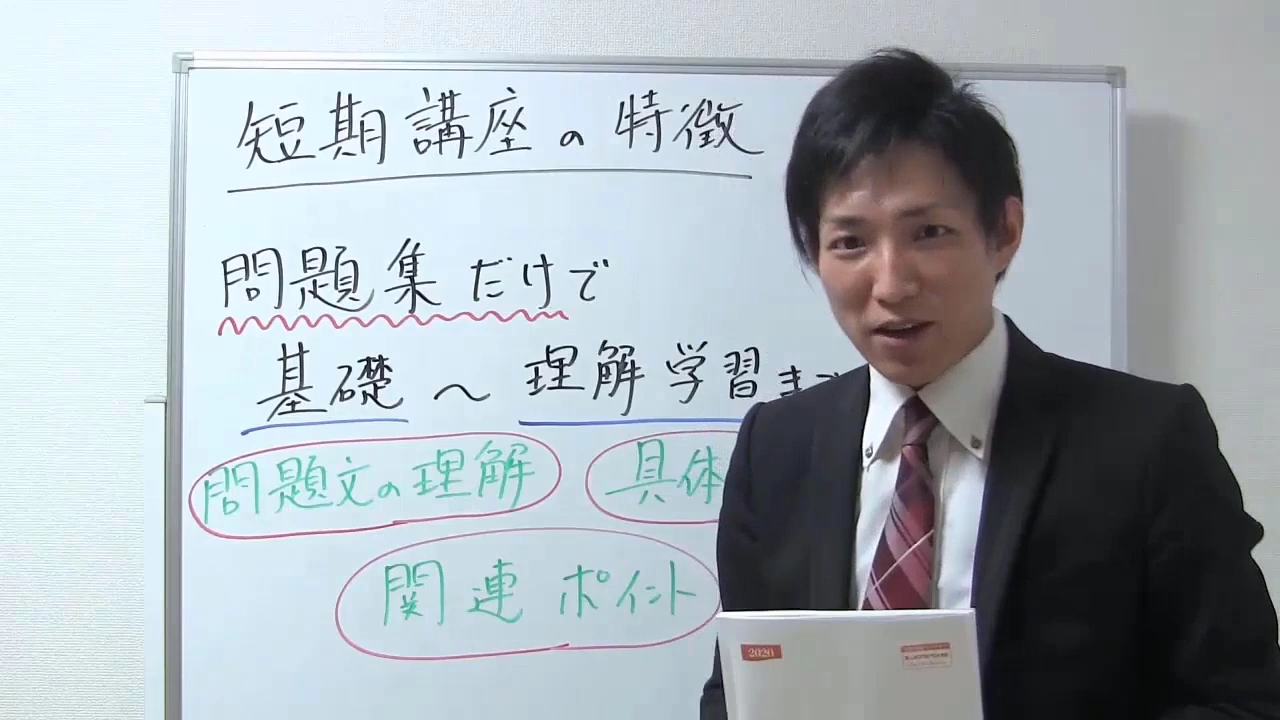 短期講座の特徴
問題集だけで
基礎〜理解学習まで
問題文の理解 具体
関連ポイント
2020